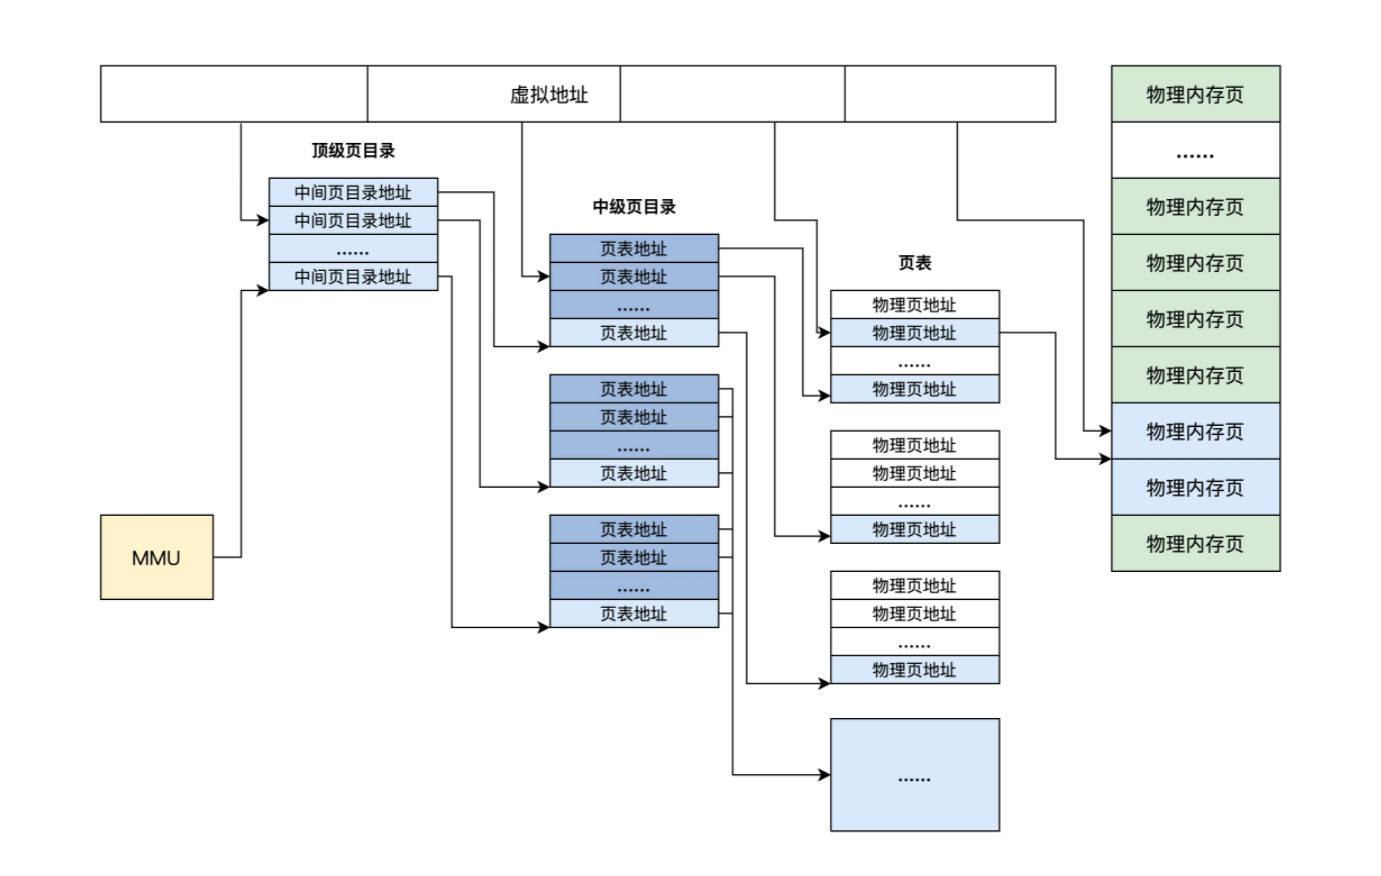 虚拟地址
顶级页目录
中间页目录地址
中间页目录地址
......
中间页目录地址
MMU
中级页目录
页表地址
页表地址
......
页表地址
页表地址
页表地址
......
页表地址
页表地址
页表地址
......
页表地址
页表
物理页地址
物理页地址
......
物理页地址
物理页地址
物理页地址
......
物理页地址
物理页地址
物理页地址
......
物理页地址
......
物理内存页
......
物理内存页
物理内存页
物理内存页
物理内存页
物理内存页
物理内存页
物理内存页